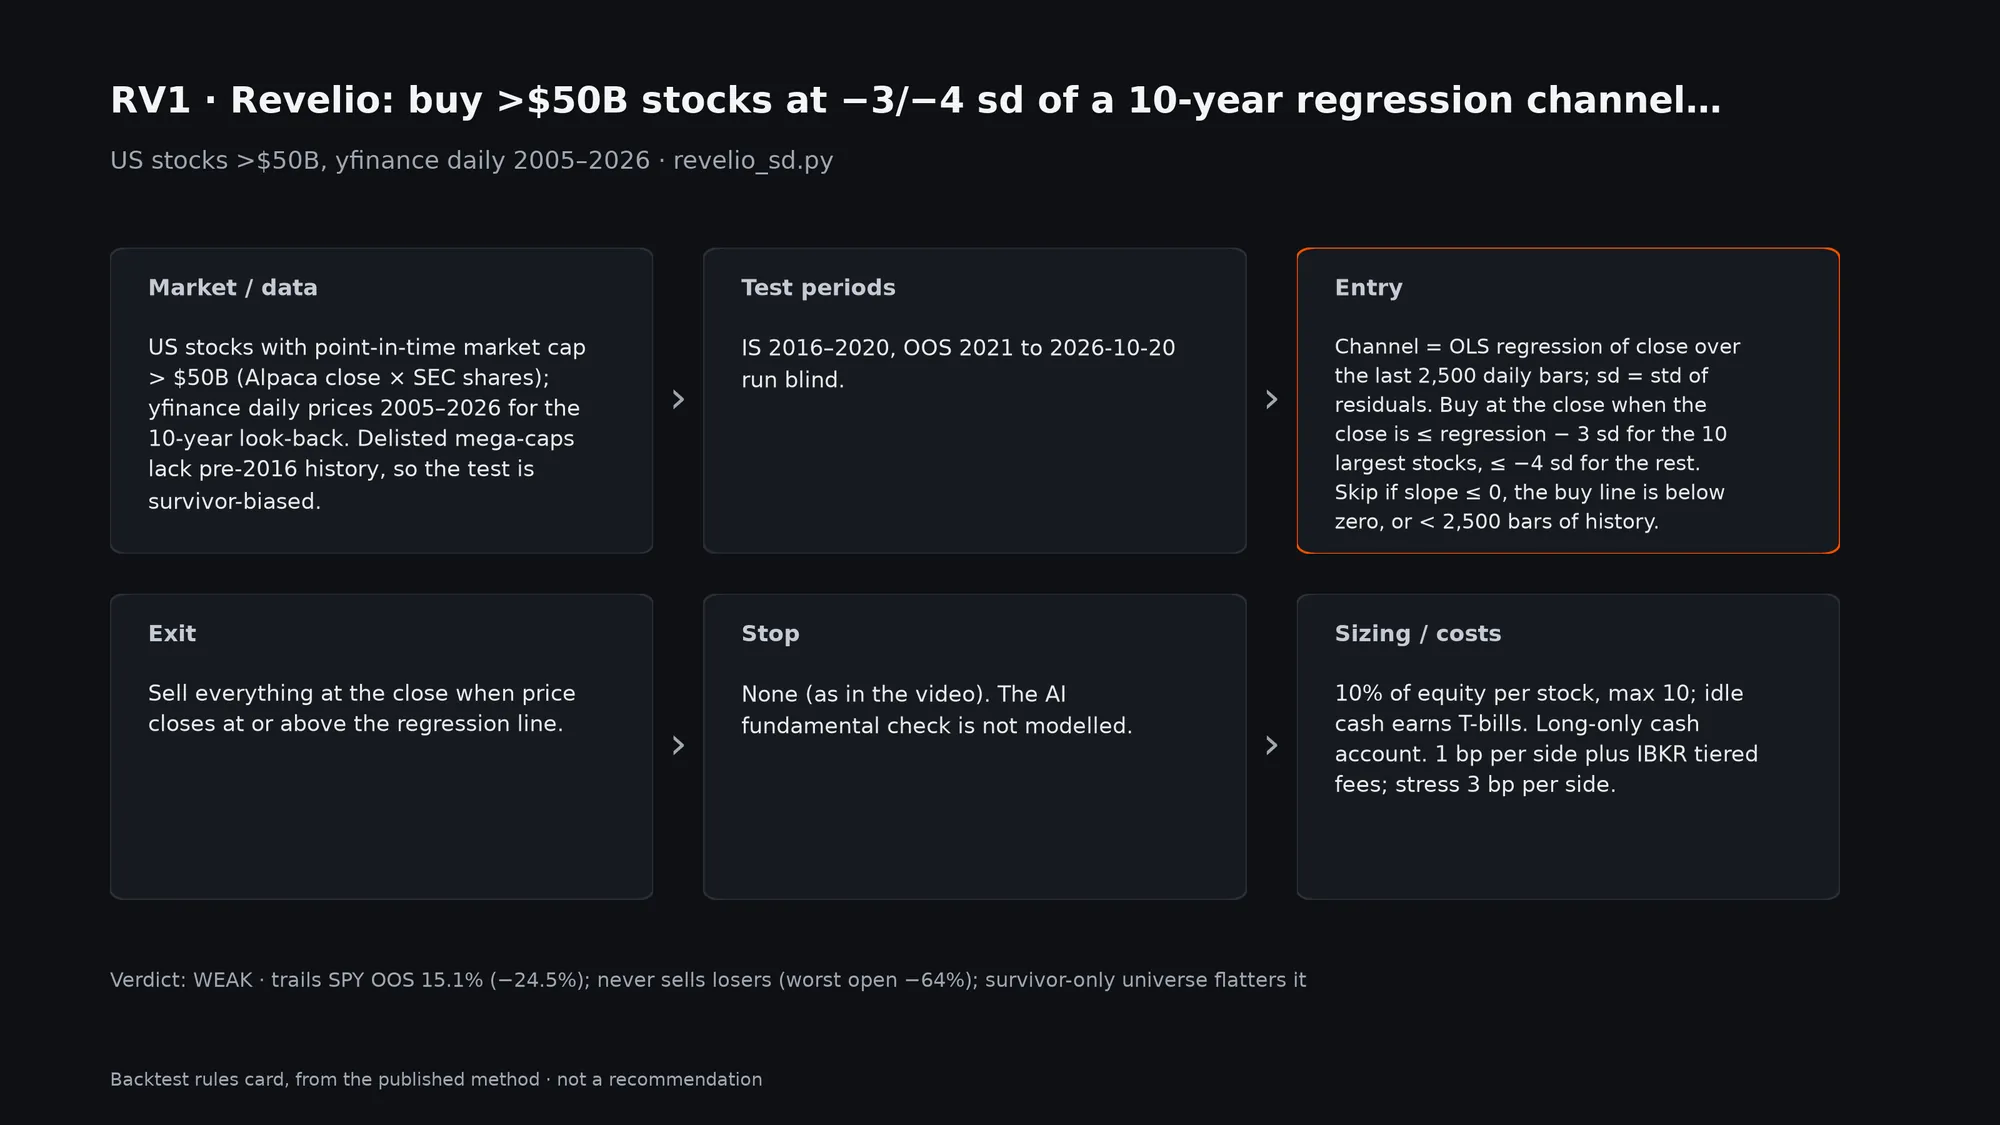 RV1 · Revelio: buy >$50B stocks at −3/−4 sd of a 10-year regression channel…
US stocks >$50B, yfinance daily 2005–2026 · revelio_sd.py
Market / data
US stocks with point-in-time market cap
> $50B (Alpaca close × SEC shares);
yfinance daily prices 2005–2026 for the
10-year look-back. Delisted mega-caps
lack pre-2016 history, so the test is
survivor-biased.
›
Test periods
IS 2016–2020, OOS 2021 to 2026-10-20
run blind.
›
Entry
Channel = OLS regression of close over
the last 2,500 daily bars; sd = std of
residuals. Buy at the close when the
close is ≤ regression − 3 sd for the 10
largest stocks, ≤ −4 sd for the rest.
Skip if slope ≤ 0, the buy line is below
zero, or < 2,500 bars of history.
Exit
Sell everything at the close when price
closes at or above the regression line.
›
Stop
None (as in the video). The AI
fundamental check is not modelled.
›
Sizing / costs
10% of equity per stock, max 10; idle
cash earns T-bills. Long-only cash
account. 1 bp per side plus IBKR tiered
fees; stress 3 bp per side.
Verdict: WEAK · trails SPY OOS 15.1% (−24.5%); never sells losers (worst open −64%); survivor-only universe flatters it
Backtest rules card, from the published method · not a recommendation